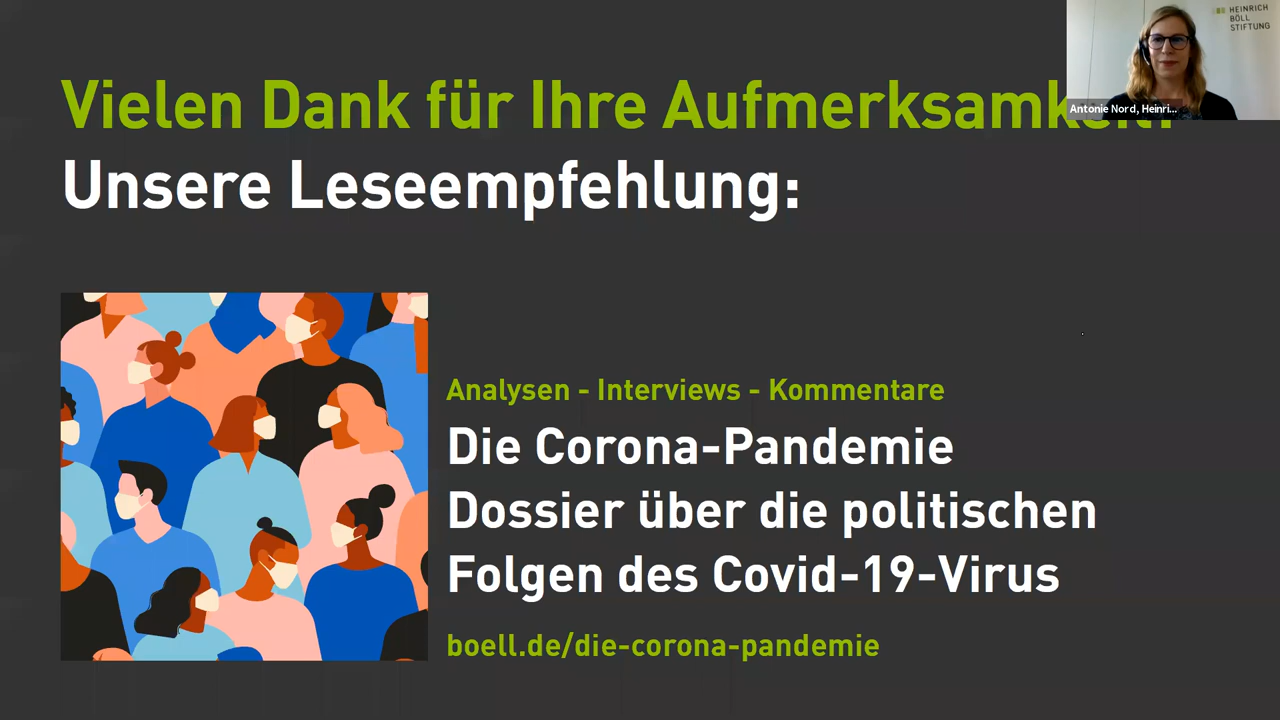 Vielen Dank für Ihre Aufmerksamkeit!
Unsere Leseempfehlung:
HEINRICH
BÖLL
STIFTUNG
Antonie Nord, Heinri...
Analysen - Interviews - Kommentare
Die Corona-Pandemie
Dossier über die politischen
Folgen des Covid-19-Virus
boell.de/die-corona-pandemie